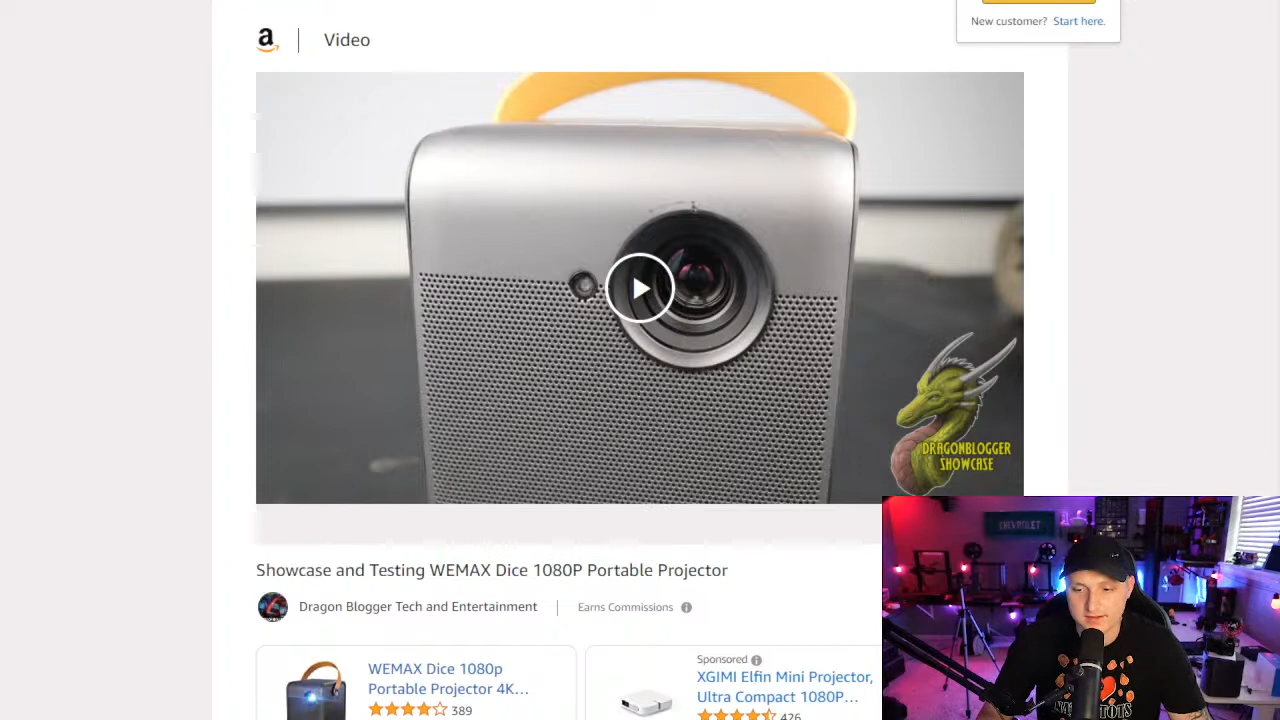 New customer? Start here.
a
Video
DRAGONBLOGGER
SHOWCASE
CHEVROLET
Showcase and Testing WEMAX Dice 1080P Portable Projector
Dragon Blogger Tech and Entertainment
Earns Commissions
WEMAX Dice 1080p
Portable Projector 4K...
389
Sponsored
XGIMI Elfin Mini Projector,
Ultra Compact 1080P...
426